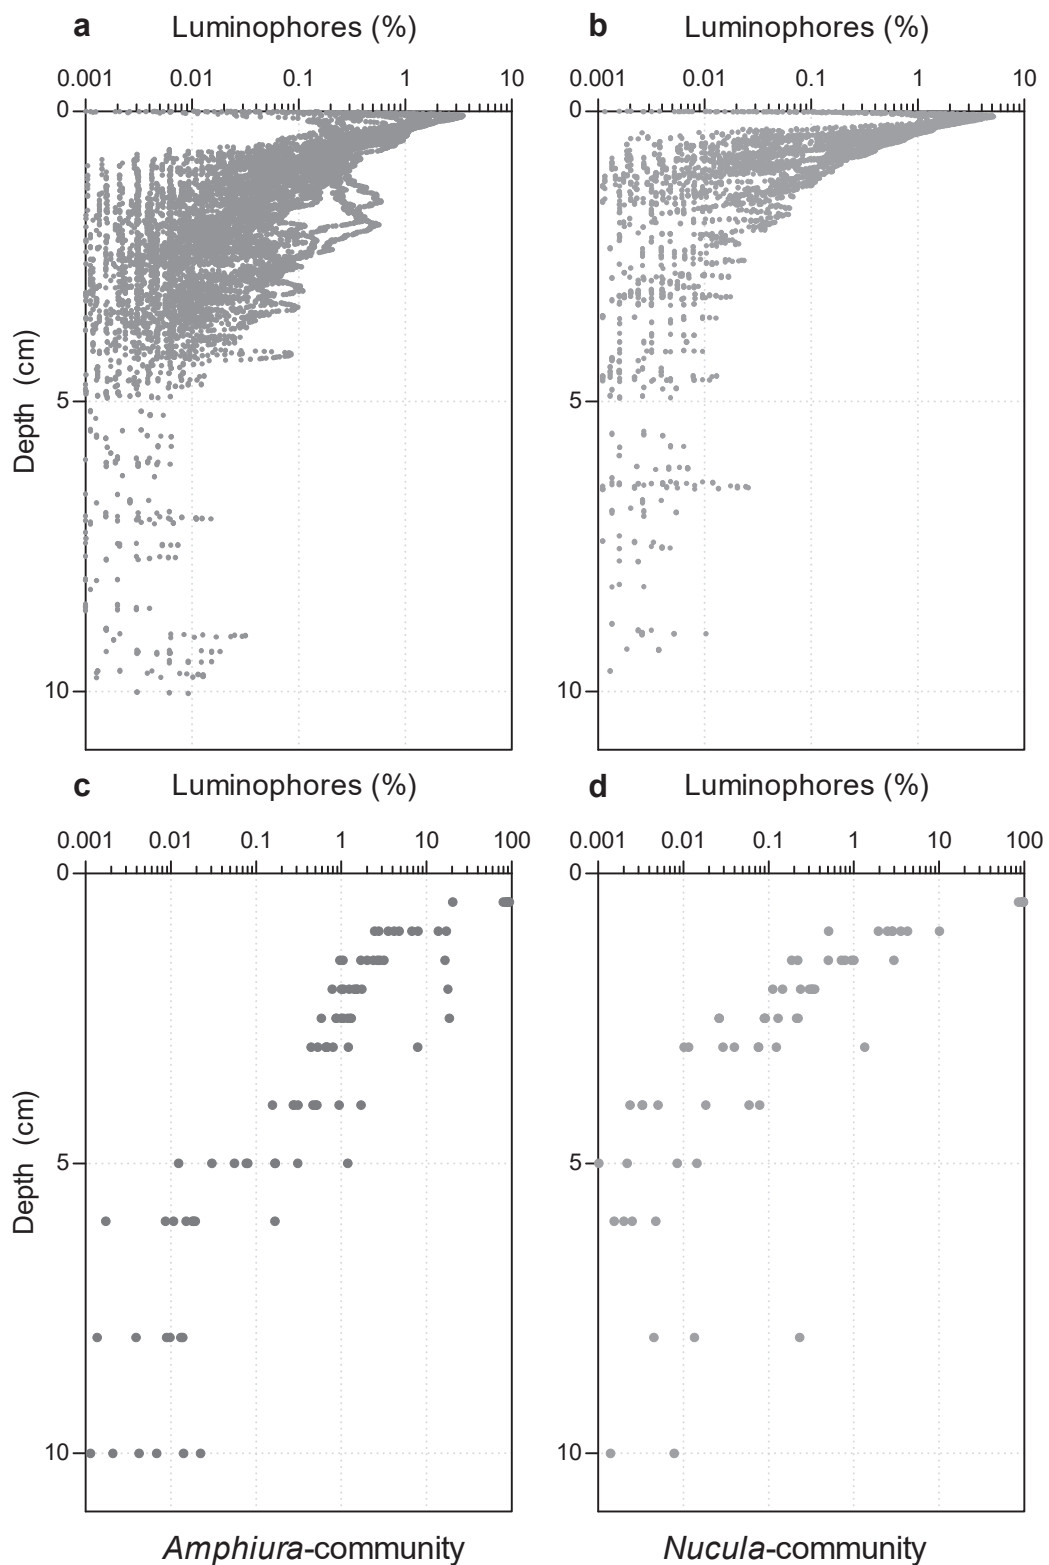 a Luminophores (%) b Luminophores (%)
0.001 0.01 0.1 1 10 0.001 0.01 0.1 1 10
0 0
Depth (cm)
5 5
10 10
c Luminophores (%) d Luminophores (%)
0.001 0.01 0.1 1 10 100 0.001 0.01 0.1 1 10 100
0 0
Depth (cm)
5 5
10 10
Amphiura-community Nucula-community